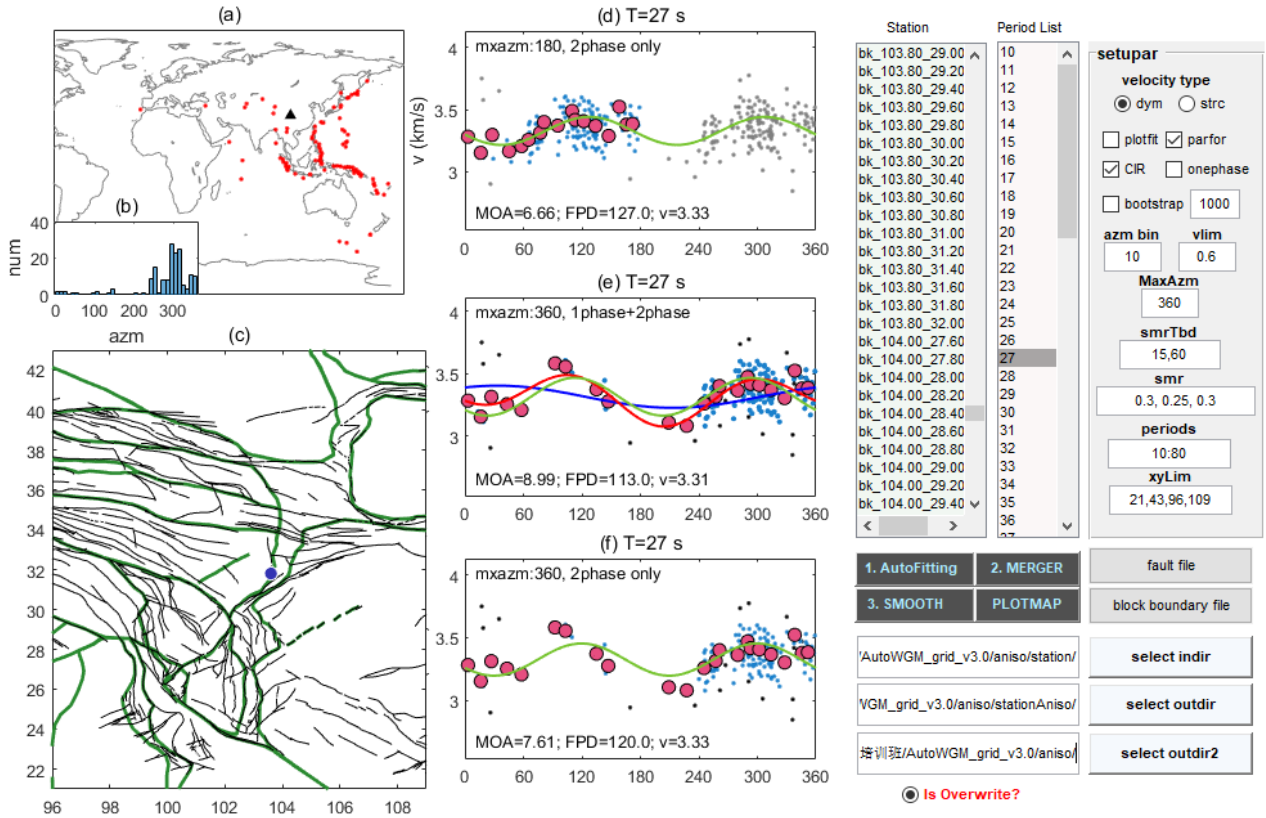 (a)
(b)
40
20
0
num
0 100 200 300
azm
(c)
42
40
38
36
34
32
30
28
26
24
22
96 98 100 102 104 106 108
(d) T=27 s
mxazm:180, 2phase only
4
3.5
3
v (km/s)
MOA=6.66; FPD=127.0; v=3.33
0 60 120 180 240 300 360
(e) T=27 s
mxazm:360, 1phase+2phase
4
3.5
3
MOA=8.99; FPD=113.0; v=3.31
0 60 120 180 240 300 360
(f) T=27 s
mxazm:360, 2phase only
4
3.5
3
MOA=7.61; FPD=120.0; v=3.33
0 60 120 180 240 300 360
Station
bk_103.80_29.00
bk_103.80_29.20
bk_103.80_29.40
bk_103.80_29.60
bk_103.80_29.80
bk_103.80_30.00
bk_103.80_30.20
bk_103.80_30.40
bk_103.80_30.60
bk_103.80_30.80
bk_103.80_31.00
bk_103.80_31.20
bk_103.80_31.40
bk_103.80_31.60
bk_103.80_31.80
bk_103.80_32.00
bk_104.00_27.60
bk_104.00_27.80
bk_104.00_28.00
bk_104.00_28.20
bk_104.00_28.40
bk_104.00_28.60
bk_104.00_28.80
bk_104.00_29.00
bk_104.00_29.20
bk_104.00_29.40
Period List
10
11
12
13
14
15
16
17
18
19
20
21
22
23
24
25
26
27
28
29
30
31
32
33
34
35
36
37
setupar
velocity type
dym strc
plotfit parfor
CIR onephase
bootstrap 1000
azm bin vlim
10 0.6
MaxAzm
360
smrTbd
15,60
smr
0.3, 0.25, 0.3
periods
10:80
xyLim
21,43,96,109
1. AutoFitting 2. MERGER
3. SMOOTH PLOTMAP
fault file
block boundary file
/AutoWGM_grid_v3.0/aniso/station/
select indir
WGM_grid_v3.0/aniso/stationAniso/
select outdir
培训班/AutoWGM_grid_v3.0/aniso/
select outdir2
Is Overwrite?